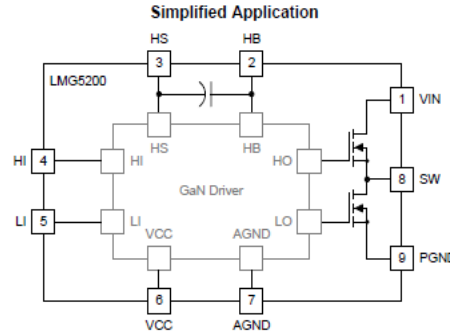 Simplified Application
HS HB
3 2
LMG5200
1 VIN
HS HB
HI 4 HI HO
GaN Driver
8 SW
LI 5 LI LO
VCC AGND
9 PGND
6 7
VCC AGND